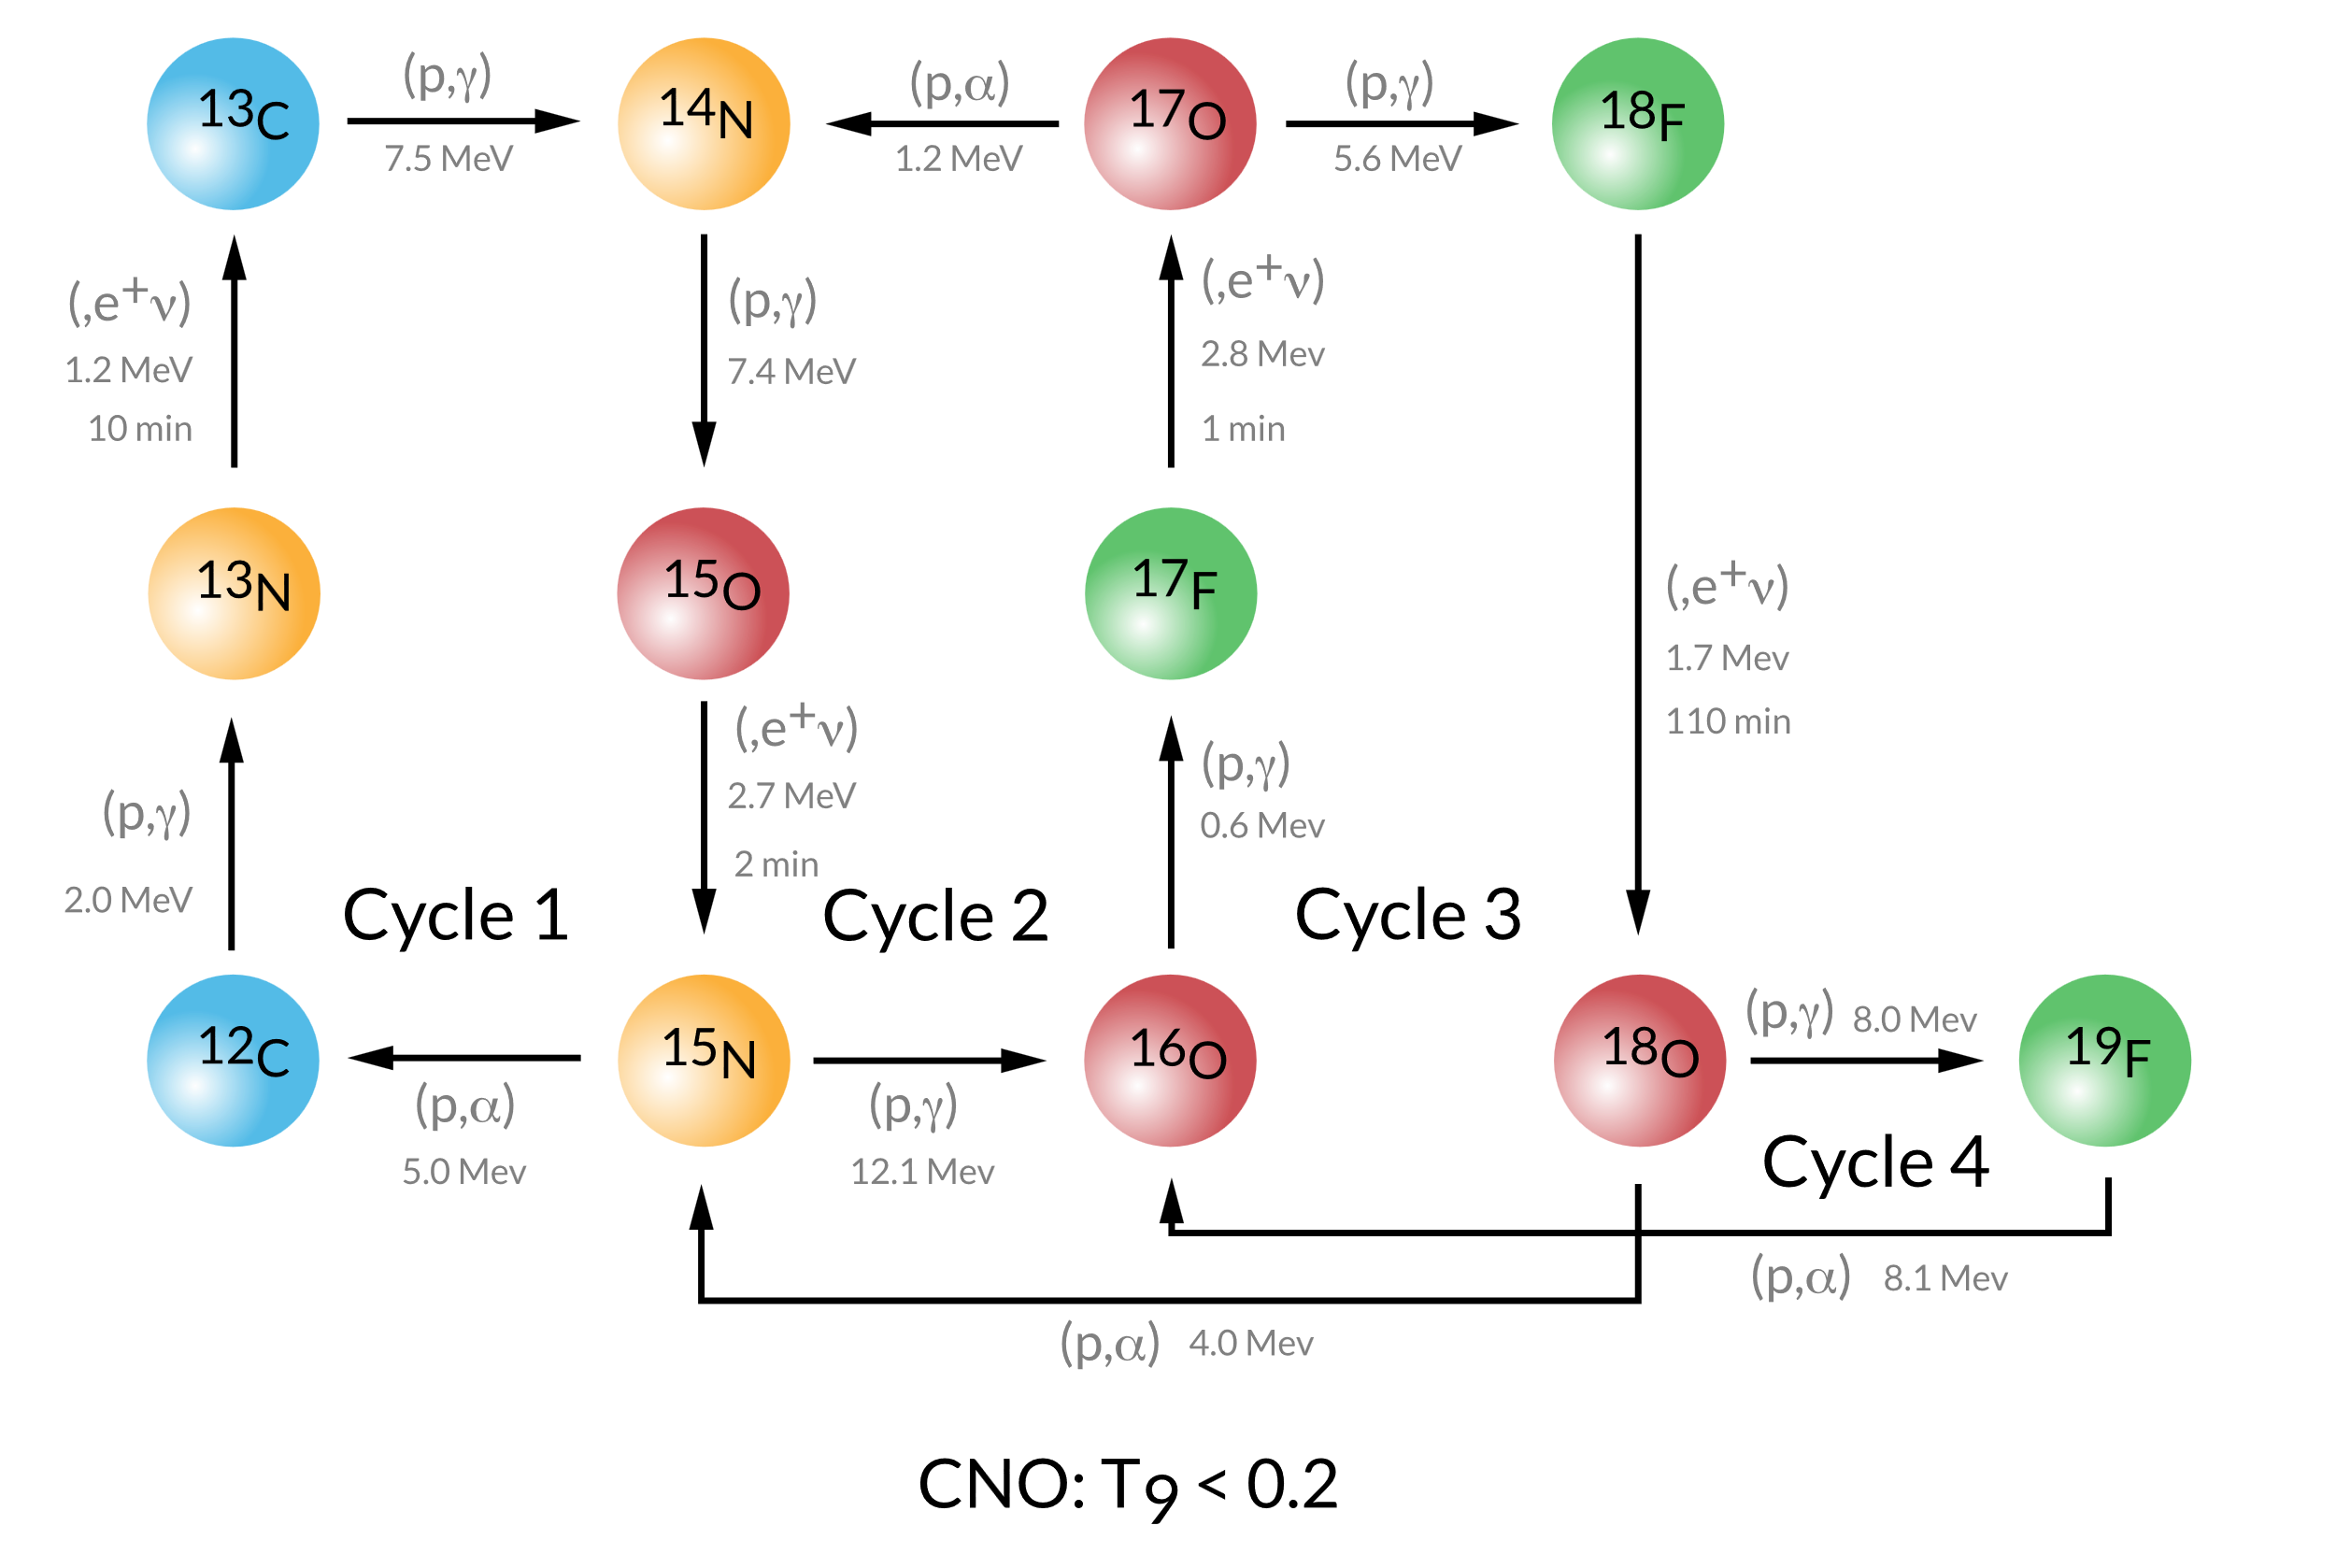 (p,γ)
(p,α)
(p,γ)
13C
14N
17O
18F
7.5 MeV
1.2 MeV
5.6 MeV
(,e+ν)
1.2 MeV
10 min
(p,γ)
7.4 MeV
(,e+ν)
2.8 Mev
1 min
13N
15O
17F
(,e+ν)
1.7 Mev
110 min
(p,γ)
2.0 MeV
(,e+ν)
2.7 MeV
2 min
(p,γ)
0.6 Mev
Cycle 1
Cycle 2
Cycle 3
12C
15N
16O
18O
(p,γ) 8.0 Mev
19F
(p,α)
5.0 Mev
(p,γ)
12.1 Mev
Cycle 4
(p,α) 8.1 Mev
(p,α) 4.0 Mev
CNO: T9 < 0.2